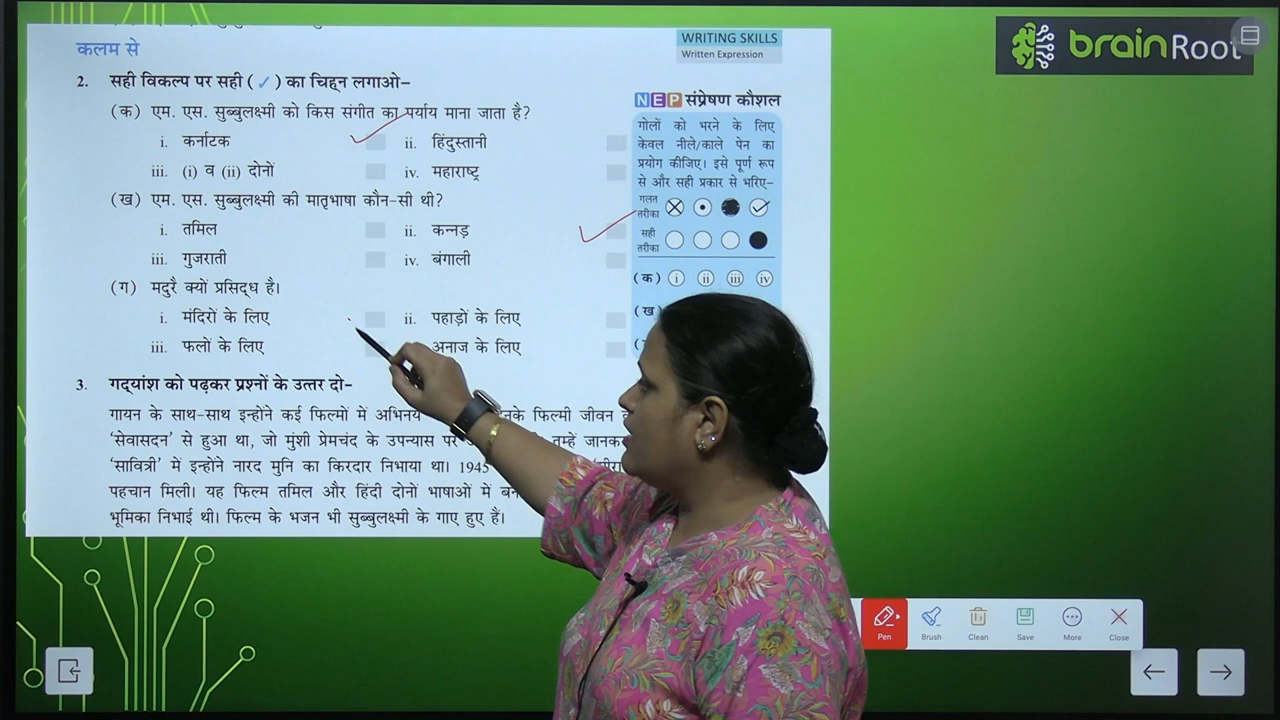 कलम से
WRITING SKILLS
Written Expression
brainRoot
2. सही विकल्प पर सही (✓) का चिह्न लगाओ–
(क) एम. एस. सुब्बुलक्ष्मी को किस संगीत का पर्याय माना जाता है?
i. कर्नाटक ii. हिंदुस्तानी
iii. (i) व (ii) दोनों iv. महाराष्ट्र
(ख) एम. एस. सुब्बुलक्ष्मी की मातृभाषा कौन-सी थी?
i. तमिल ii. कन्नड़
iii. गुजराती iv. बंगाली
(ग) मदुरै क्यों प्रसिद्ध है।
i. मंदिरों के लिए ii. पहाड़ों के लिए
iii. फलों के लिए अनाज के लिए
NEP संप्रेषण कौशल
गोलों को भरने के लिए
केवल नीले/काले पेन का
प्रयोग कीजिए। इसे पूर्ण रूप
से और सही प्रकार से भरिए–
गलत
तरीका
सही
तरीका
(क) i ii iii iv
(ख
3. गद्यांश को पढ़कर प्रश्नों के उत्तर दो–
गायन के साथ-साथ इन्होंने कई फिल्मों में अभिनय फिल्मी जीवन
'सेवासदन' से हुआ था, जो मुंशी प्रेमचंद के उपन्यास पर तुम्हें
'सावित्री' में इन्होंने नारद मुनि का किरदार निभाया था। 1945
पहचान मिली। यह फिल्म तमिल और हिंदी दोनों भाषाओं में
भूमिका निभाई थी। फिल्म के भजन भी सुब्बुलक्ष्मी के गाए हुए हैं।
Pen Brush Clean Save More Close